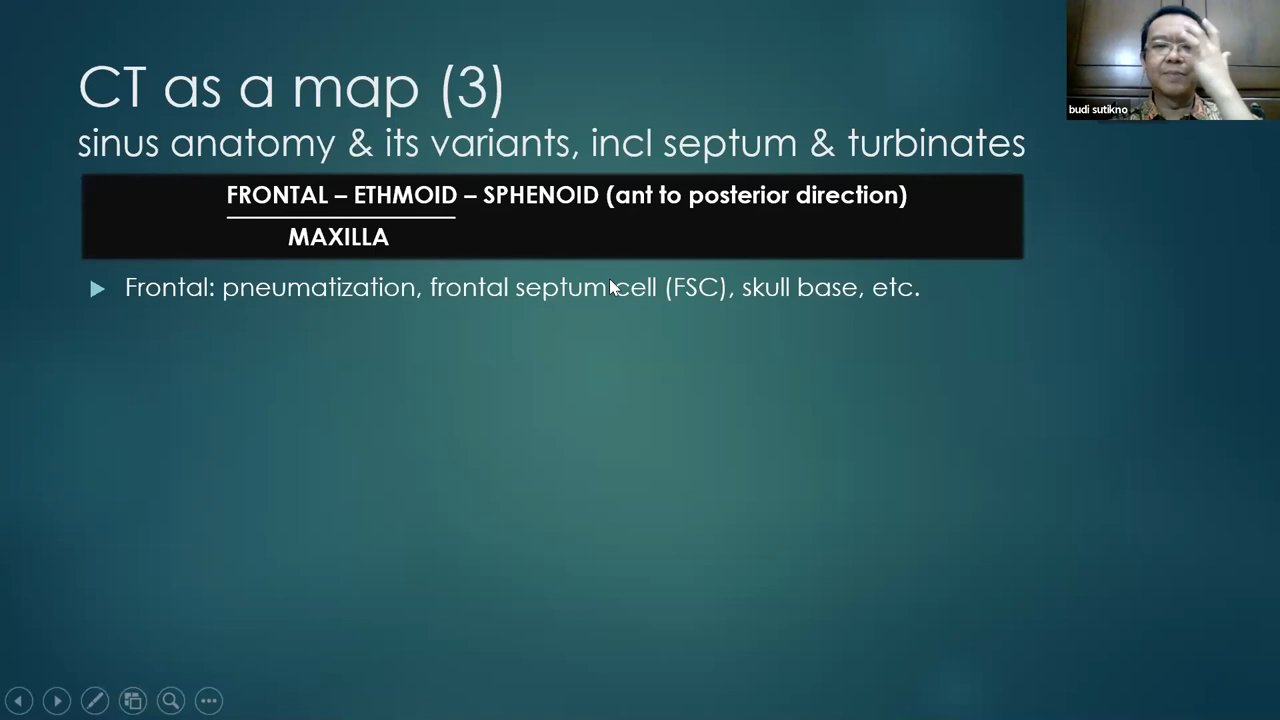 CT as a map (3)
sinus anatomy & its variants, incl septum & turbinates
FRONTAL – ETHMOID – SPHENOID (ant to posterior direction)
MAXILLA
Frontal: pneumatization, frontal septum cell (FSC), skull base, etc.
budi sutikno